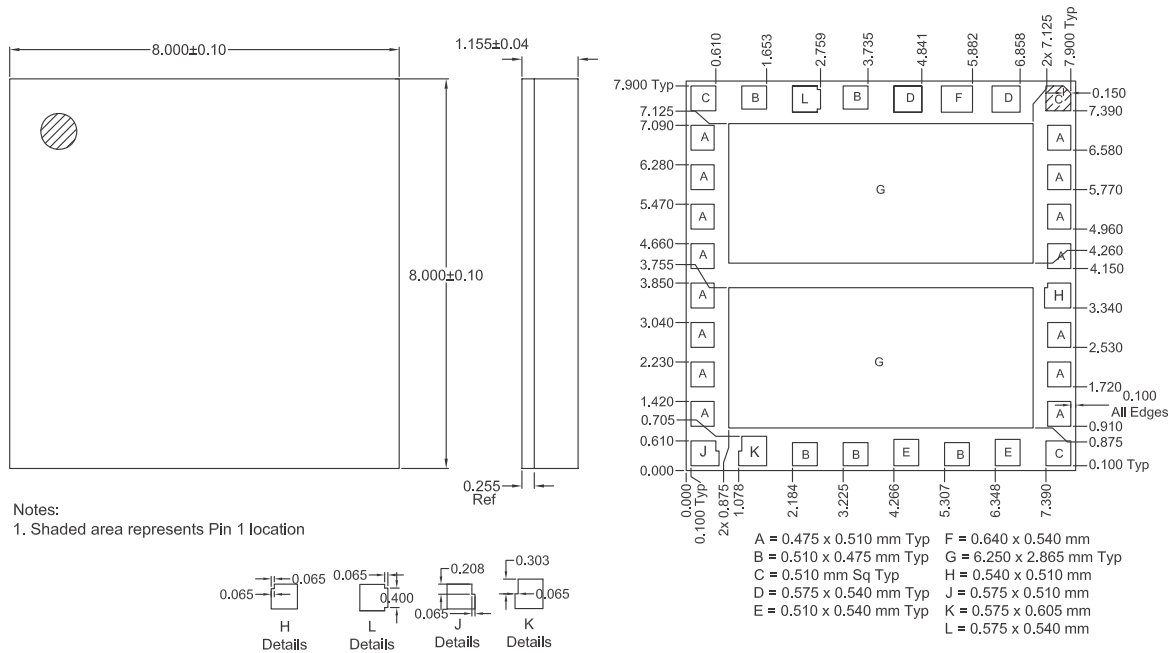 8.000±0.10
8.000±0.10
1.155±0.04
0.255
Ref
Notes:
1. Shaded area represents Pin 1 location
0.065
0.065
H
Details
0.065
0.400
L
Details
0.208
0.065
J
Details
0.303
0.065
K
Details
0.610
1.653
2.759
3.735
4.841
5.882
6.858
2x 7.125
7.900 Typ
7.900 Typ
7.125
7.090
6.280
5.470
4.660
3.755
3.850
3.040
2.230
1.420
0.705
0.610
0.000
C B L B D F D C
A A
A A
A A
A A
A H
A A
A A
A A
G
G
J K B B E B E C
0.150
7.390
6.580
5.770
4.960
4.260
4.150
3.340
2.530
1.720
0.100
All Edges
0.910
0.875
0.100 Typ
0.000
0.100 Typ
2x 0.875
1.078
2.184
3.225
4.266
5.307
6.348
7.390
A = 0.475 x 0.510 mm Typ
B = 0.510 x 0.475 mm Typ
C = 0.510 mm Sq Typ
D = 0.575 x 0.540 mm Typ
E = 0.510 x 0.540 mm Typ
F = 0.640 x 0.540 mm
G = 6.250 x 2.865 mm Typ
H = 0.540 x 0.510 mm
J = 0.575 x 0.510 mm
K = 0.575 x 0.605 mm
L = 0.575 x 0.540 mm